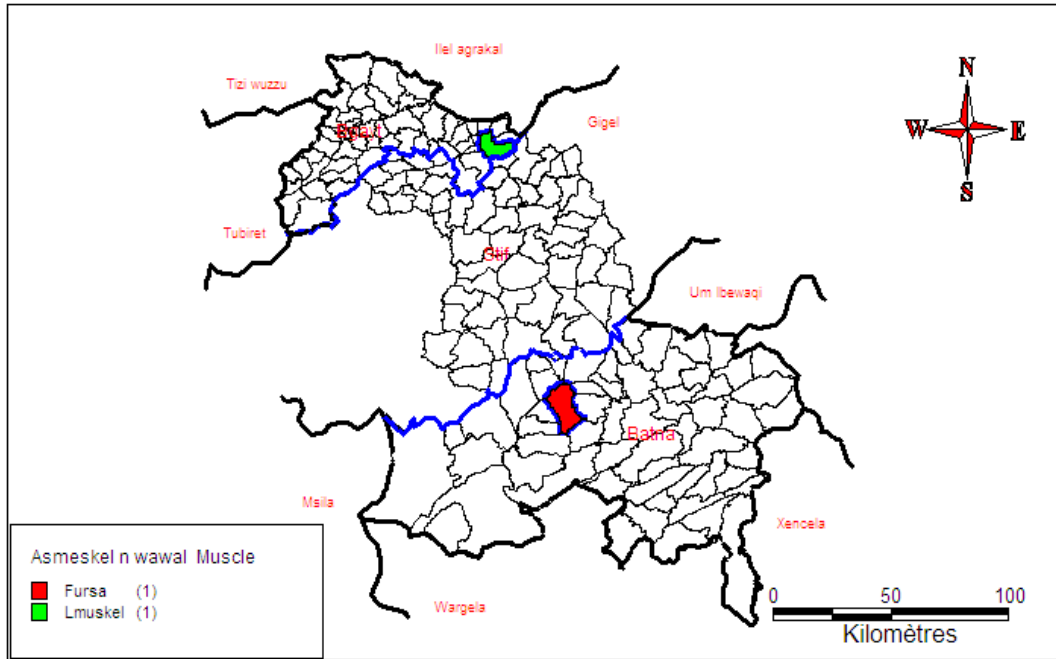 Ilel agrakal
Tizi wuzzu
Gigel
Bgayt
N
W E
S
Tubiret
Stif
Um lbewaqi
Batna
Msila
Xencela
Wargela
Asmeskel n wawal Muscle
Fursa (1)
Lmuskel (1)
0 50 100
Kilomètres